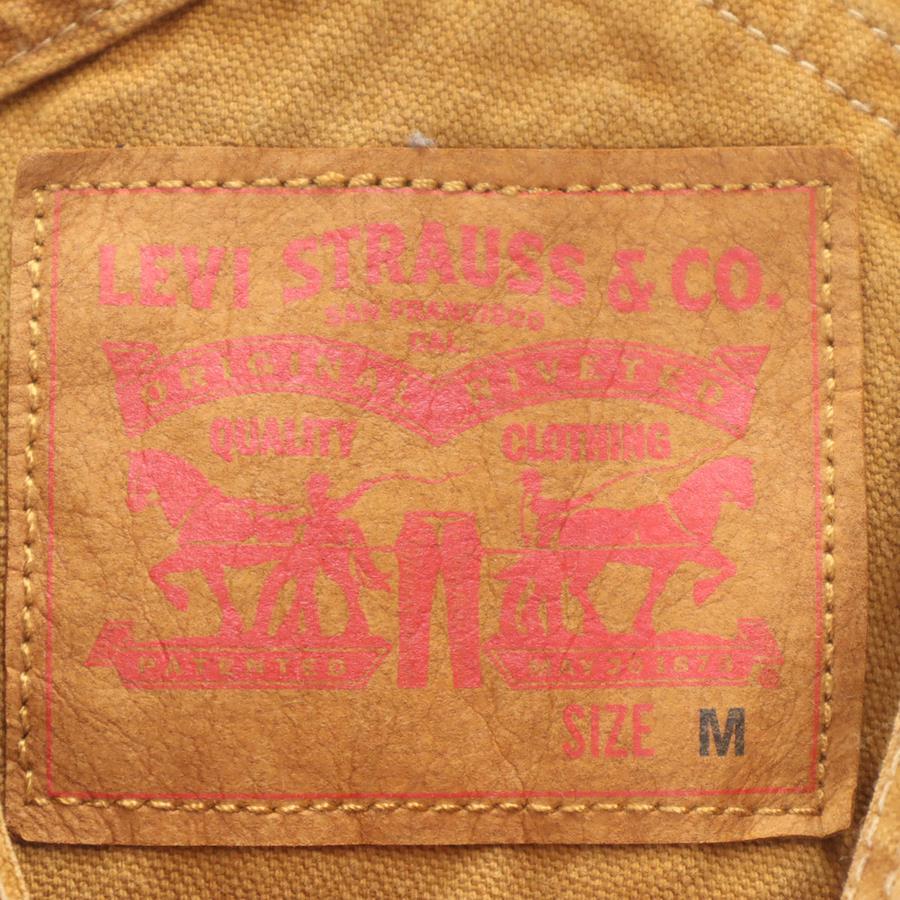 LEVI STRAUSS & CO.
SAN FRANCISCO
CAL.
ORIGINAL RIVETED
QUALITY CLOTHING
PATENTED MAY 20 1873
SIZE M